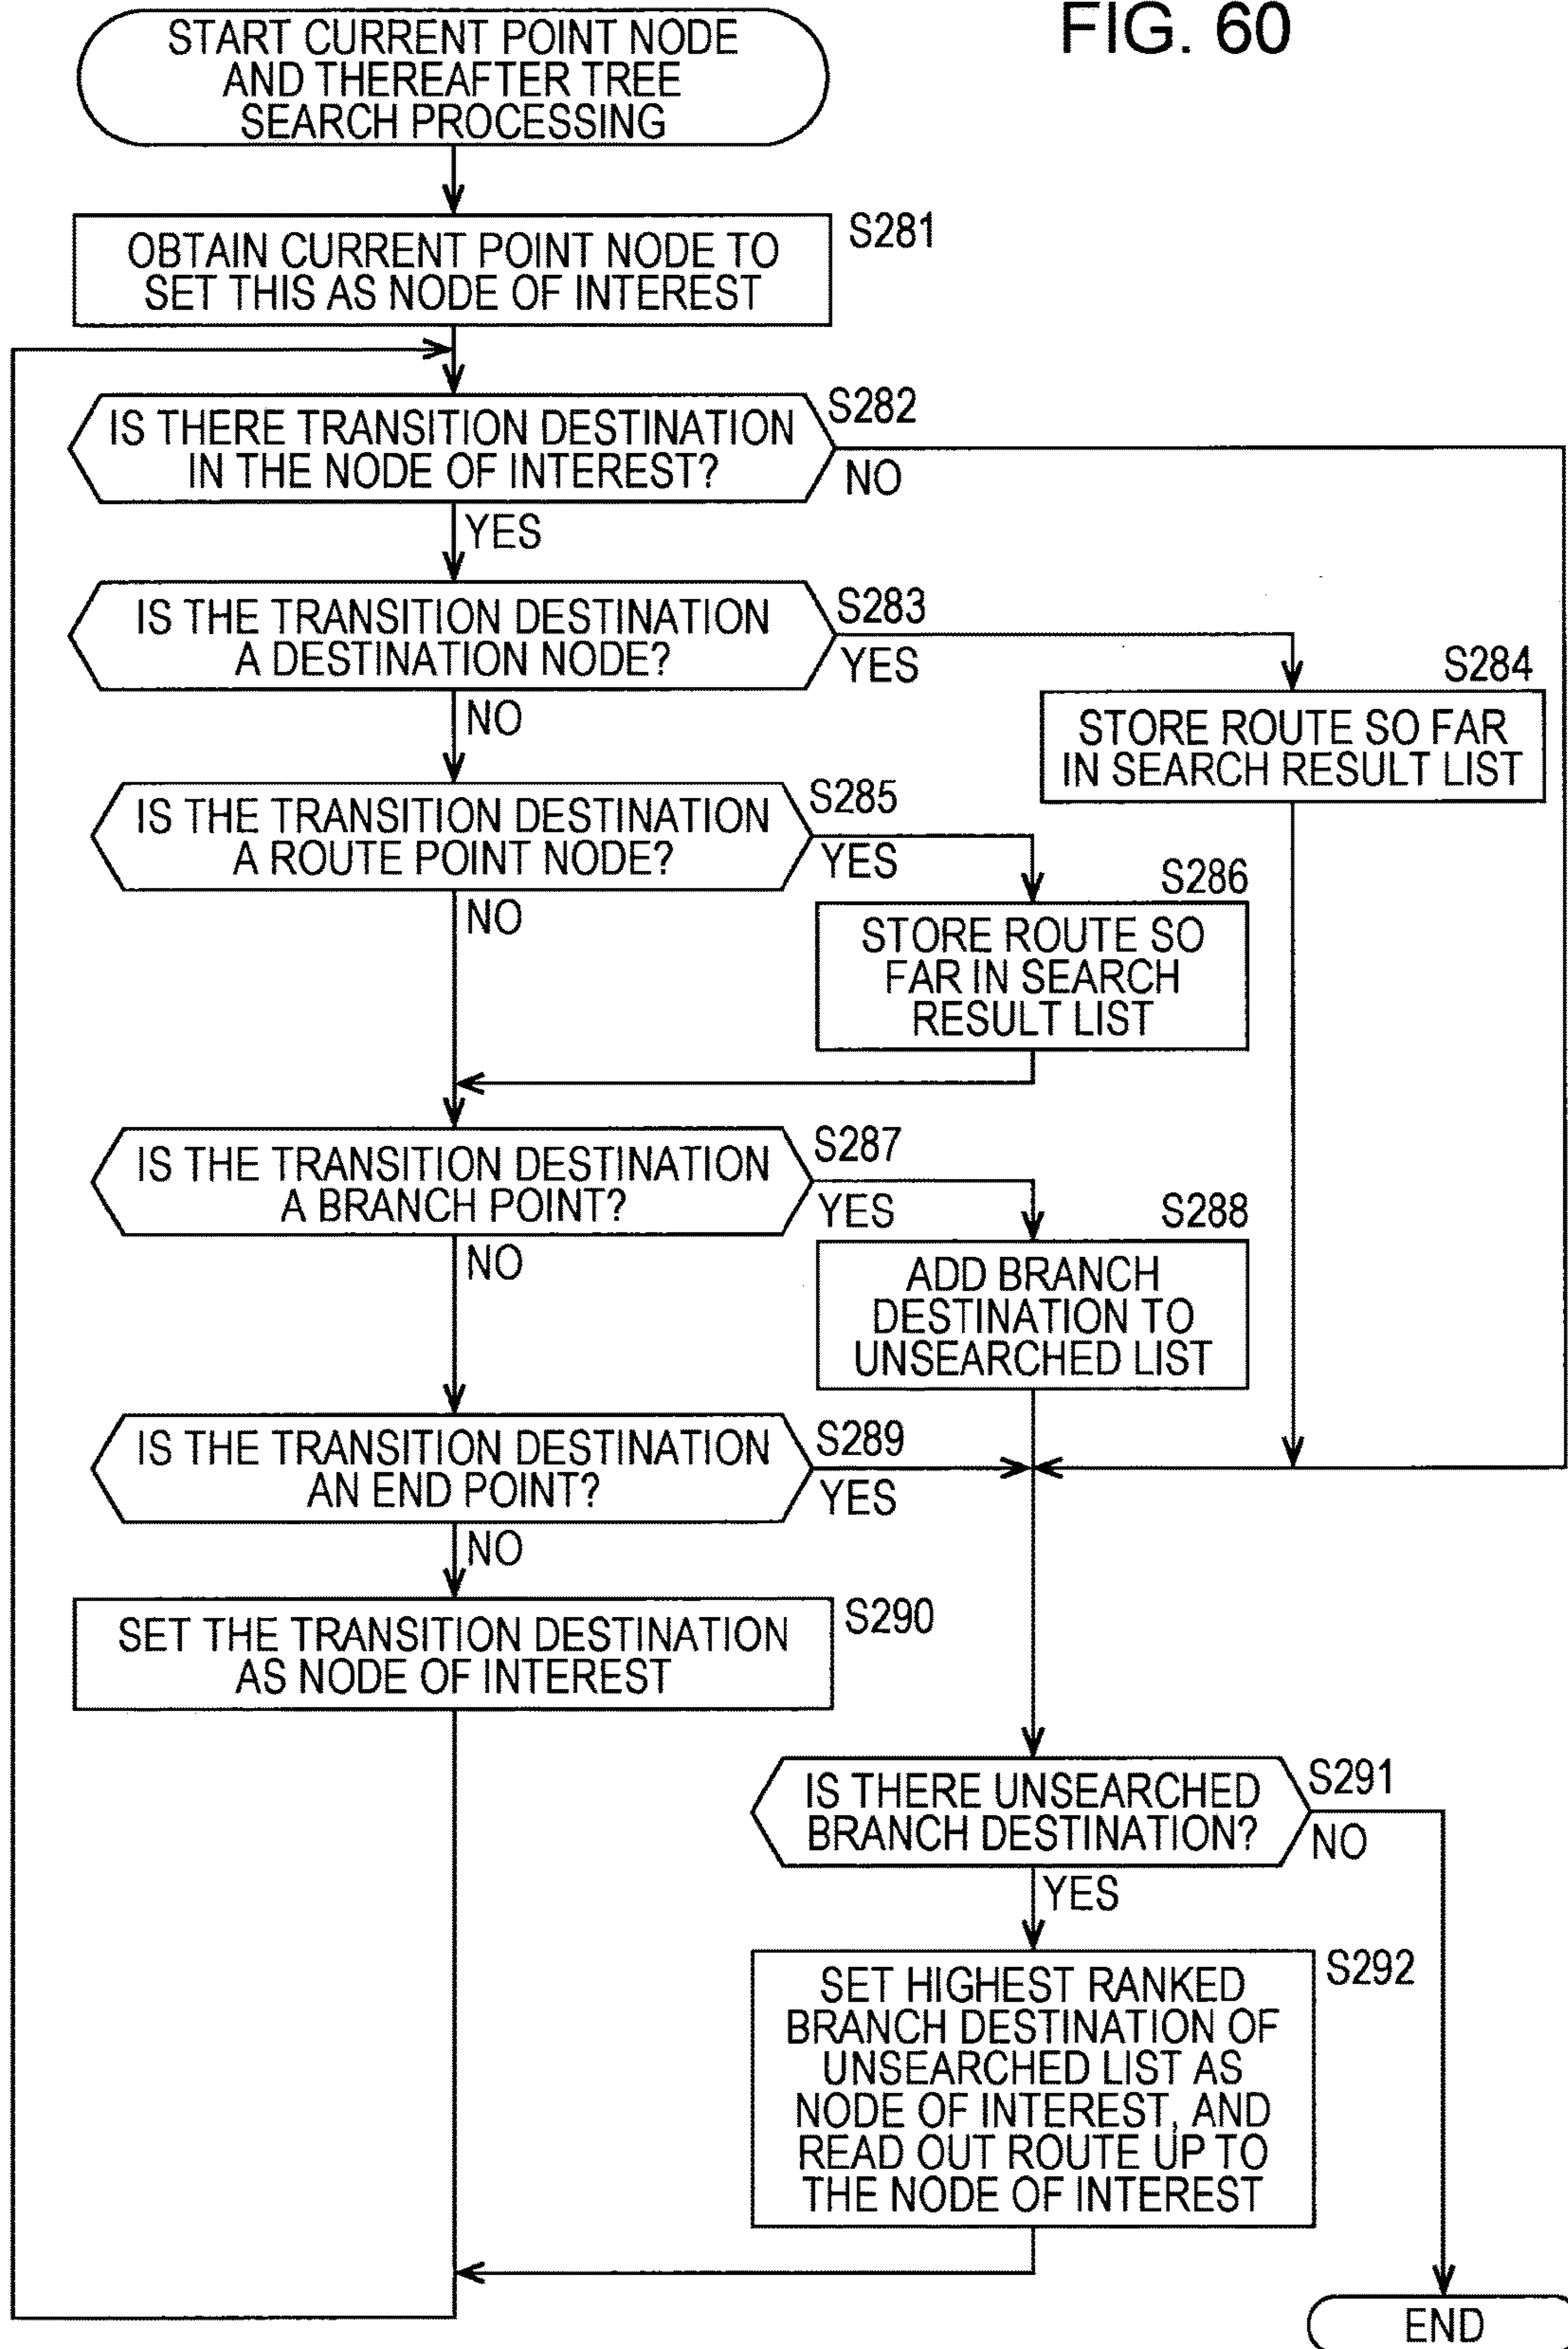 FIG. 60
START CURRENT POINT NODE
AND THEREAFTER TREE
SEARCH PROCESSING
S281
OBTAIN CURRENT POINT NODE TO
SET THIS AS NODE OF INTEREST
S282
IS THERE TRANSITION DESTINATION
IN THE NODE OF INTEREST?
NO
YES
S283
IS THE TRANSITION DESTINATION
A DESTINATION NODE?
YES
NO
S284
STORE ROUTE SO FAR
IN SEARCH RESULT LIST
S285
IS THE TRANSITION DESTINATION
A ROUTE POINT NODE?
YES
NO
S286
STORE ROUTE SO
FAR IN SEARCH
RESULT LIST
S287
IS THE TRANSITION DESTINATION
A BRANCH POINT?
YES
NO
S288
ADD BRANCH
DESTINATION TO
UNSEARCHED LIST
S289
IS THE TRANSITION DESTINATION
AN END POINT?
YES
NO
S290
SET THE TRANSITION DESTINATION
AS NODE OF INTEREST
S291
IS THERE UNSEARCHED
BRANCH DESTINATION?
NO
YES
S292
SET HIGHEST RANKED
BRANCH DESTINATION OF
UNSEARCHED LIST AS
NODE OF INTEREST, AND
READ OUT ROUTE UP TO
THE NODE OF INTEREST
END